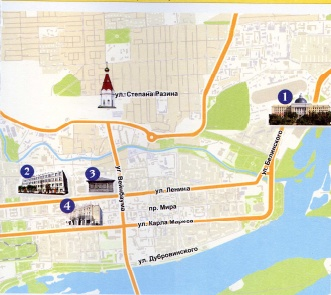 ул. Степана Разина
1
ул. Белинского
2
3
ул. Вейнбаума
ул. Ленина
4
пр. Мира
ул. Карла Маркса
ул. Дубровинского